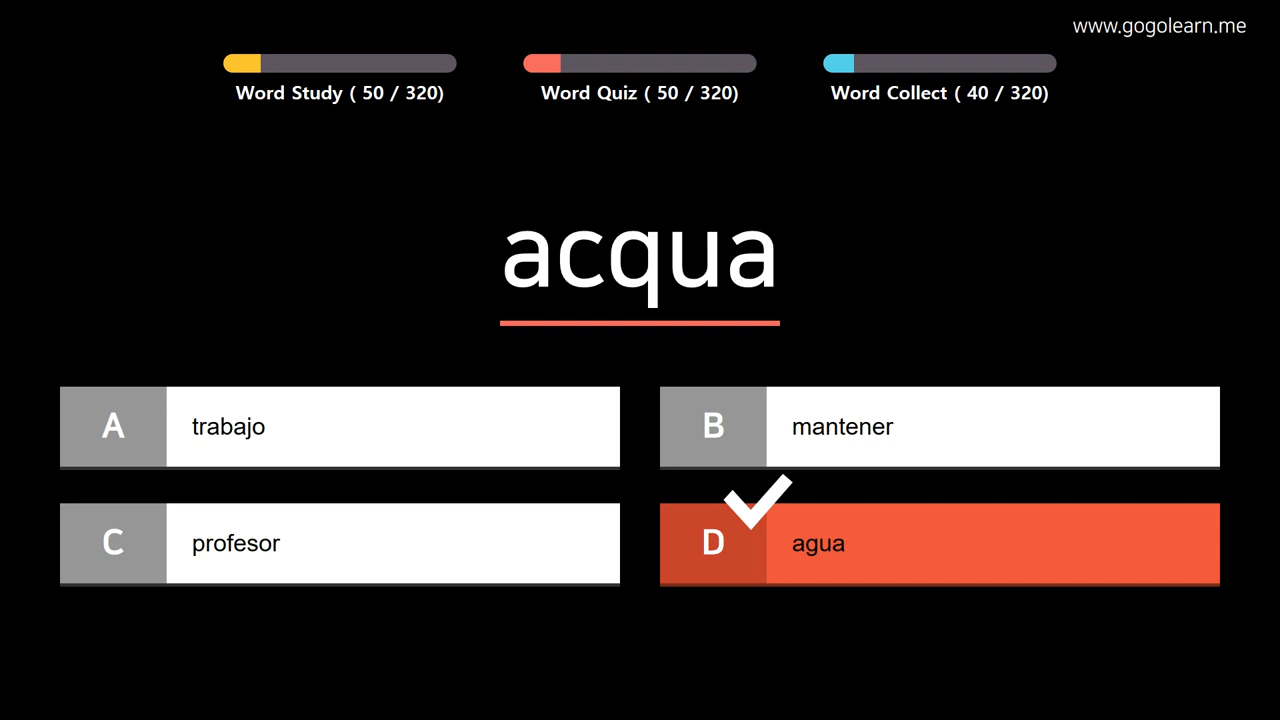 www.gogolearn.me
Word Study ( 50 / 320)
Word Quiz ( 50 / 320)
Word Collect ( 40 / 320)
acqua
A trabajo
B mantener
C profesor
D agua